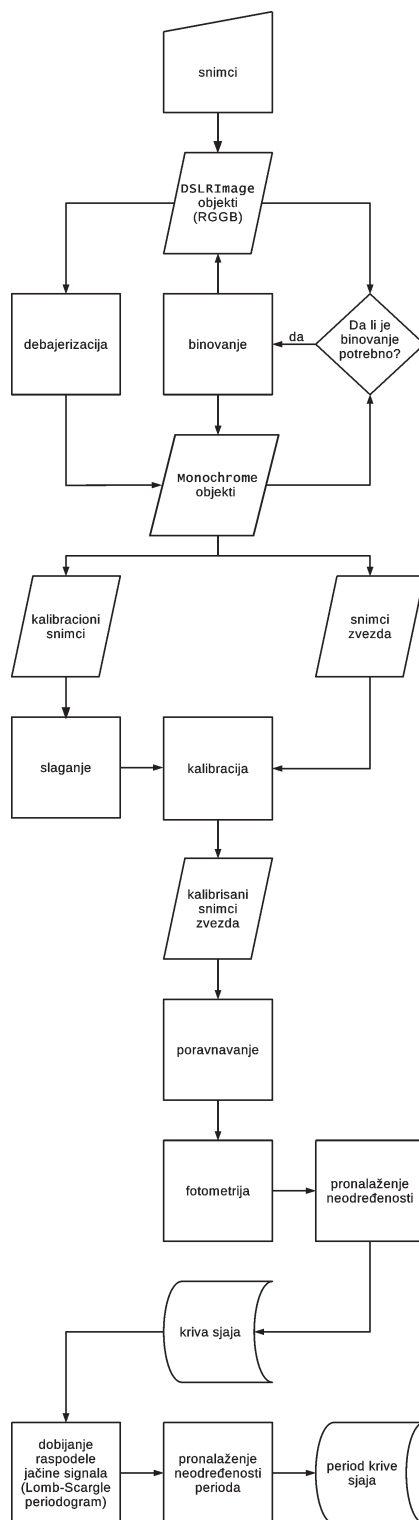 snimci
DSLRImage
objekti
(RGGB)
debajerizacija
binovanje
da
Da li je
binovanje
potrebno?
Monochrome
objekti
kalibracioni
snimci
snimci
zvezda
slaganje
kalibracija
kalibrisani
snimci
zvezda
poravnavanje
fotometrija
pronalaženje
neodređenosti
kriva sjaja
dobijanje
raspodele
jačine signala
(Lomb-Scargle
periodogram)
pronalaženje
neodređenosti
perioda
period krive
sjaja